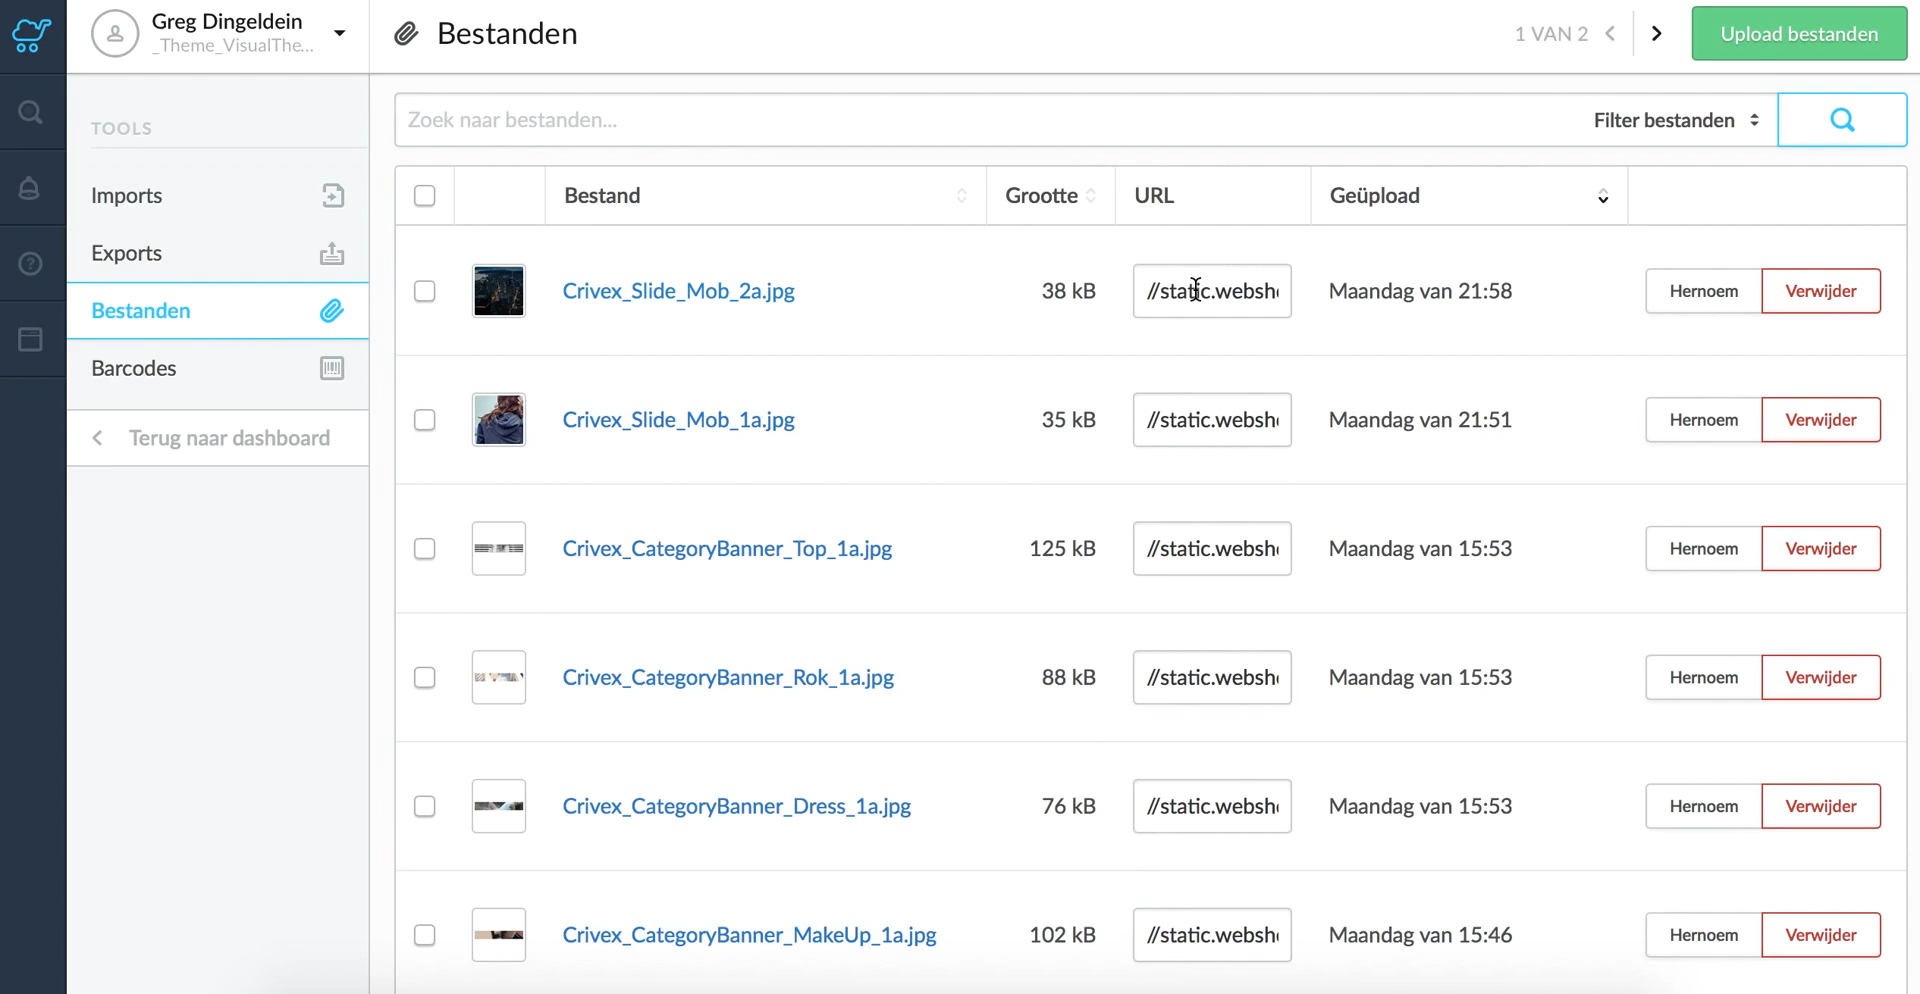 Greg Dingeldein
_Theme_VisualThe...
Bestanden
1 VAN 2
Upload bestanden
TOOLS
Imports
Exports
Bestanden
Barcodes
Terug naar dashboard
Zoek naar bestanden...
Filter bestanden
Bestand Grootte URL Geüpload
Crivex_Slide_Mob_2a.jpg 38 kB //static.websh Maandag van 21:58 Hernoem Verwijder
Crivex_Slide_Mob_1a.jpg 35 kB //static.websh Maandag van 21:51 Hernoem Verwijder
Crivex_CategoryBanner_Top_1a.jpg 125 kB //static.websh Maandag van 15:53 Hernoem Verwijder
Crivex_CategoryBanner_Rok_1a.jpg 88 kB //static.websh Maandag van 15:53 Hernoem Verwijder
Crivex_CategoryBanner_Dress_1a.jpg 76 kB //static.websh Maandag van 15:53 Hernoem Verwijder
Crivex_CategoryBanner_MakeUp_1a.jpg 102 kB //static.websh Maandag van 15:46 Hernoem Verwijder